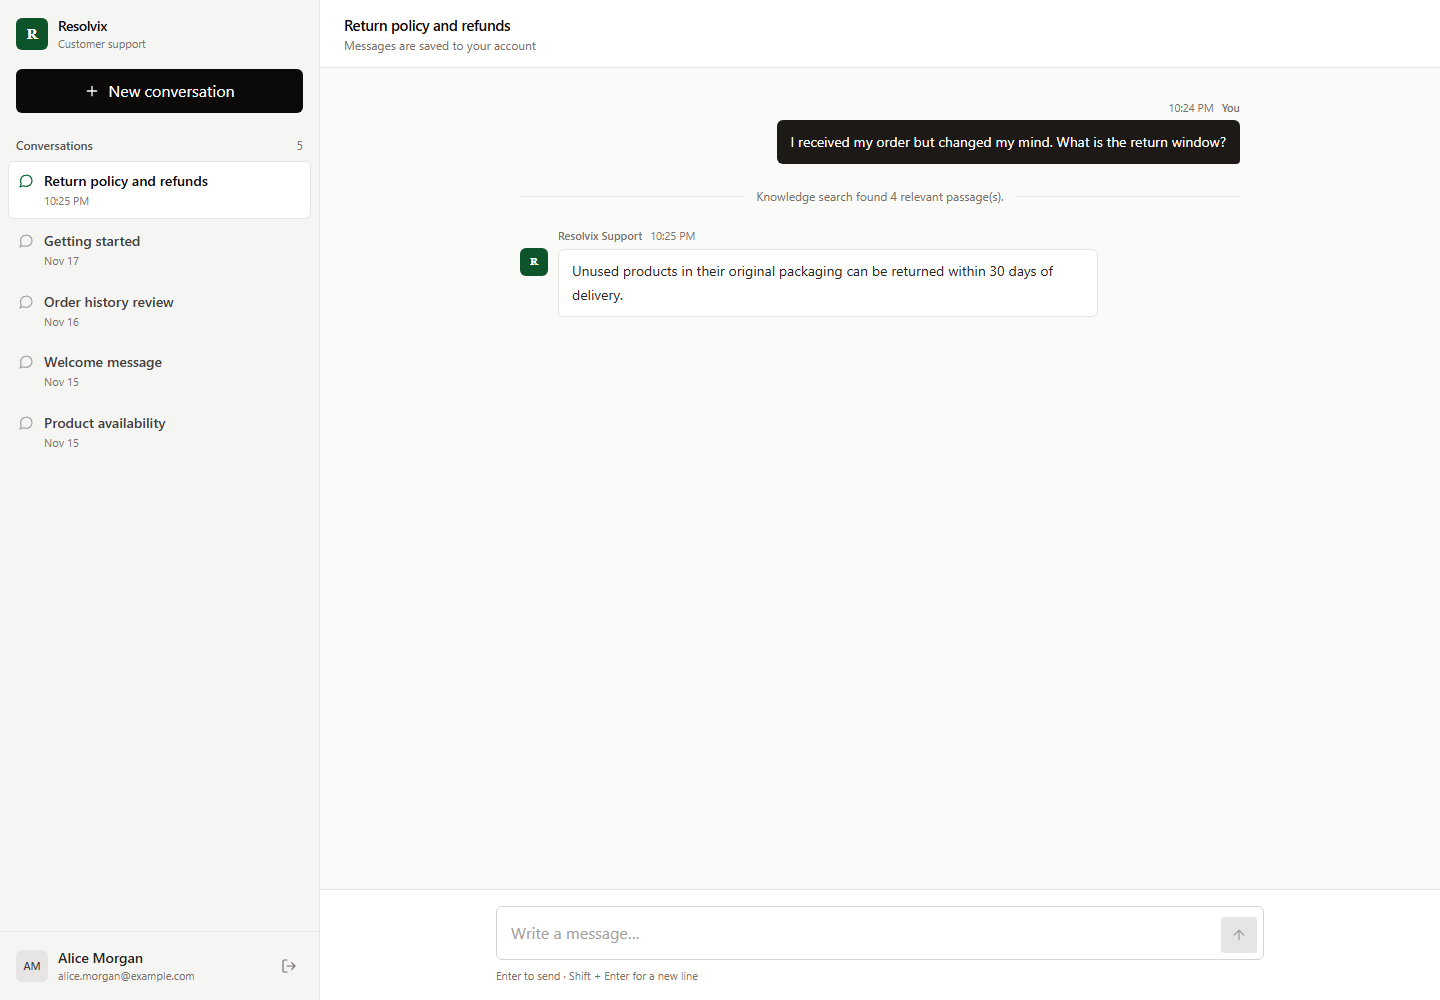 R
Resolvix
Customer support
+ New conversation
Conversations 5
Return policy and refunds
10:25 PM
Getting started
Nov 17
Order history review
Nov 16
Welcome message
Nov 15
Product availability
Nov 15
AM
Alice Morgan
alice.morgan@example.com
Return policy and refunds
Messages are saved to your account
10:24 PM You
I received my order but changed my mind. What is the return window?
Knowledge search found 4 relevant passage(s).
Resolvix Support 10:25 PM
R
Unused products in their original packaging can be returned within 30 days of
delivery.
Write a message...
Enter to send · Shift + Enter for a new line